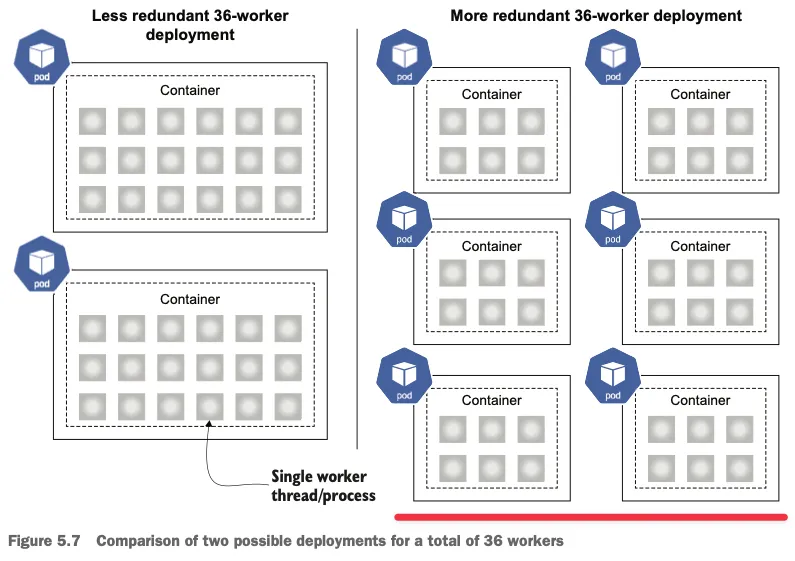 Less redundant 36-worker
deployment
pod
Container
pod
Container
Single worker
thread/process
More redundant 36-worker deployment
pod
Container
pod
Container
pod
Container
pod
Container
pod
Container
pod
Container
Figure 5.7 Comparison of two possible deployments for a total of 36 workers